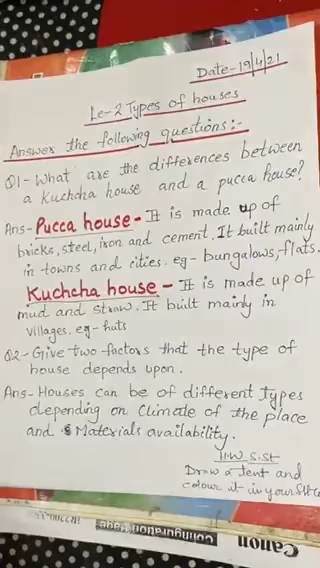 Date-19/4/21
Le-2 Types of houses
Answer the following questions:-
Q1- What are the differences between
a kuchcha house and a pucca house?
Ans- Pucca house - It is made up of
bricks, steel, iron and cement. It built mainly
in towns and cities. eg - bungalows, flats.
Kuchcha house - It is made up of
mud and straw. It built mainly in
villages. eg - huts
Q2- Give two factors that the type of
house depends upon.
Ans- Houses can be of different Types
depending on Climate of the place
and Materials availability.
H.W S.St
Draw a tent and
colour it in your
Configuration Page
Canon